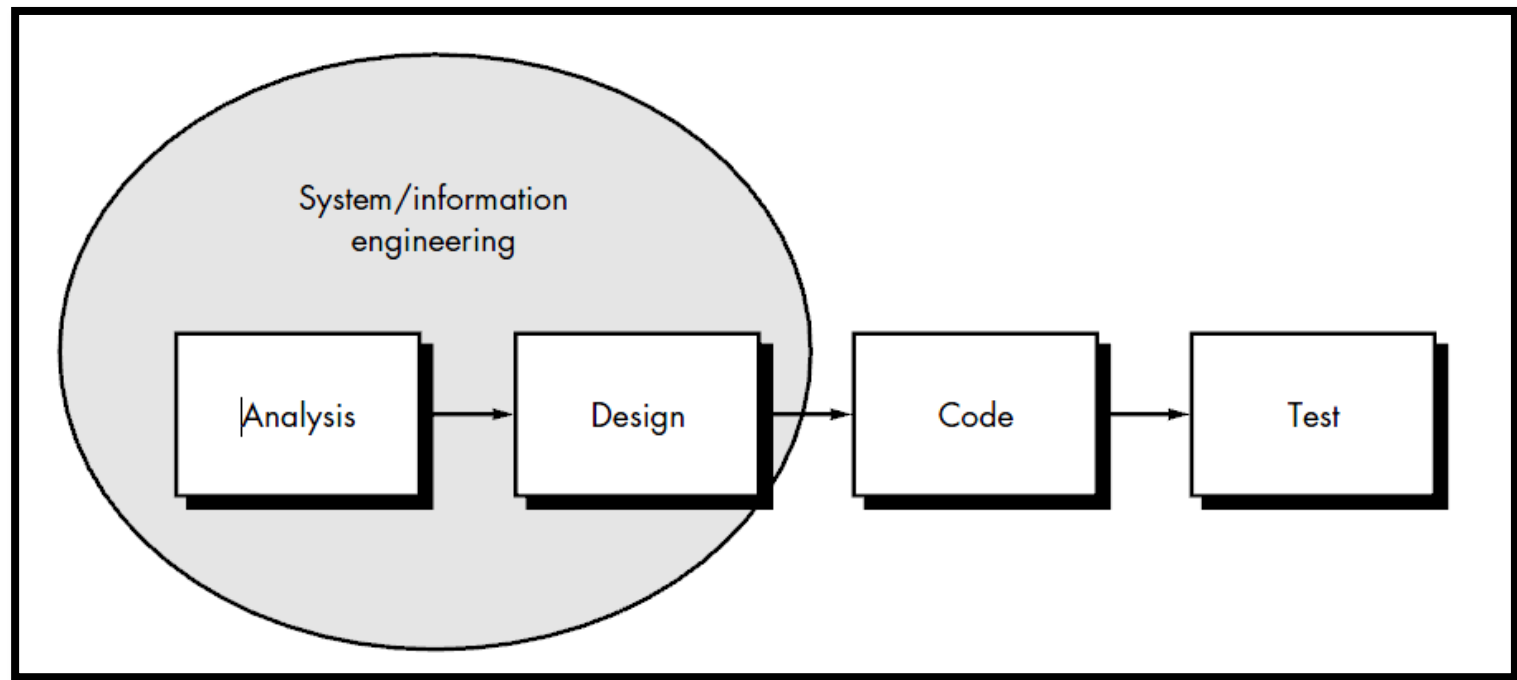 System/information
engineering
Analysis
Design
Code
Test